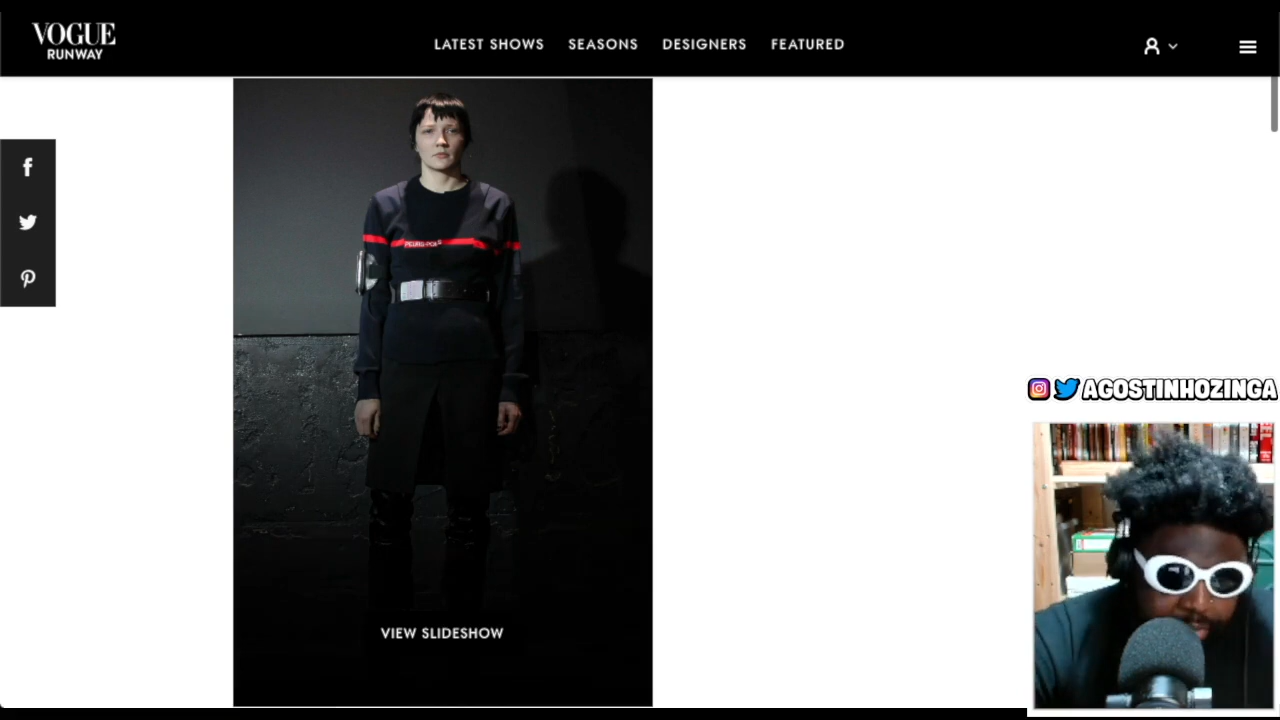 VOGUE
RUNWAY
LATEST SHOWS SEASONS DESIGNERS FEATURED
AGOSTINHOZINGA
VIEW SLIDESHOW